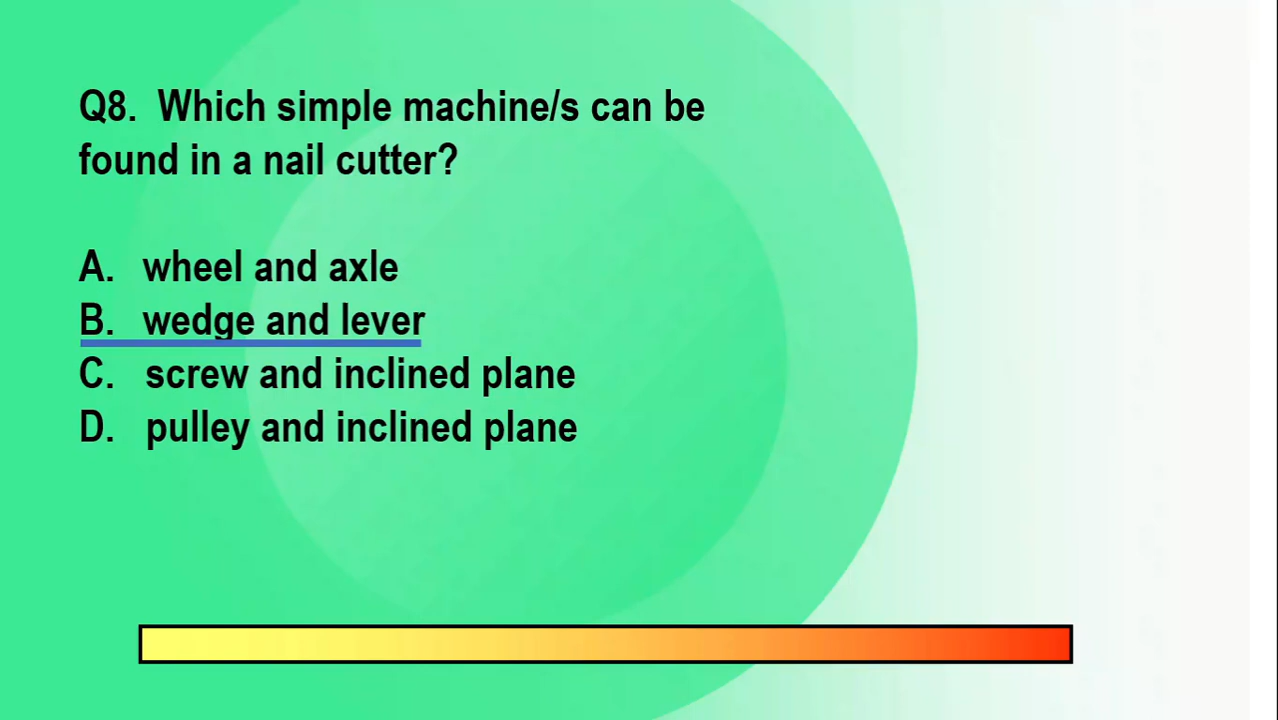 Q8.  Which simple machine/s can be
found in a nail cutter?
A.   wheel and axle
B.   wedge and lever
C.   screw and inclined plane
D.   pulley and inclined plane